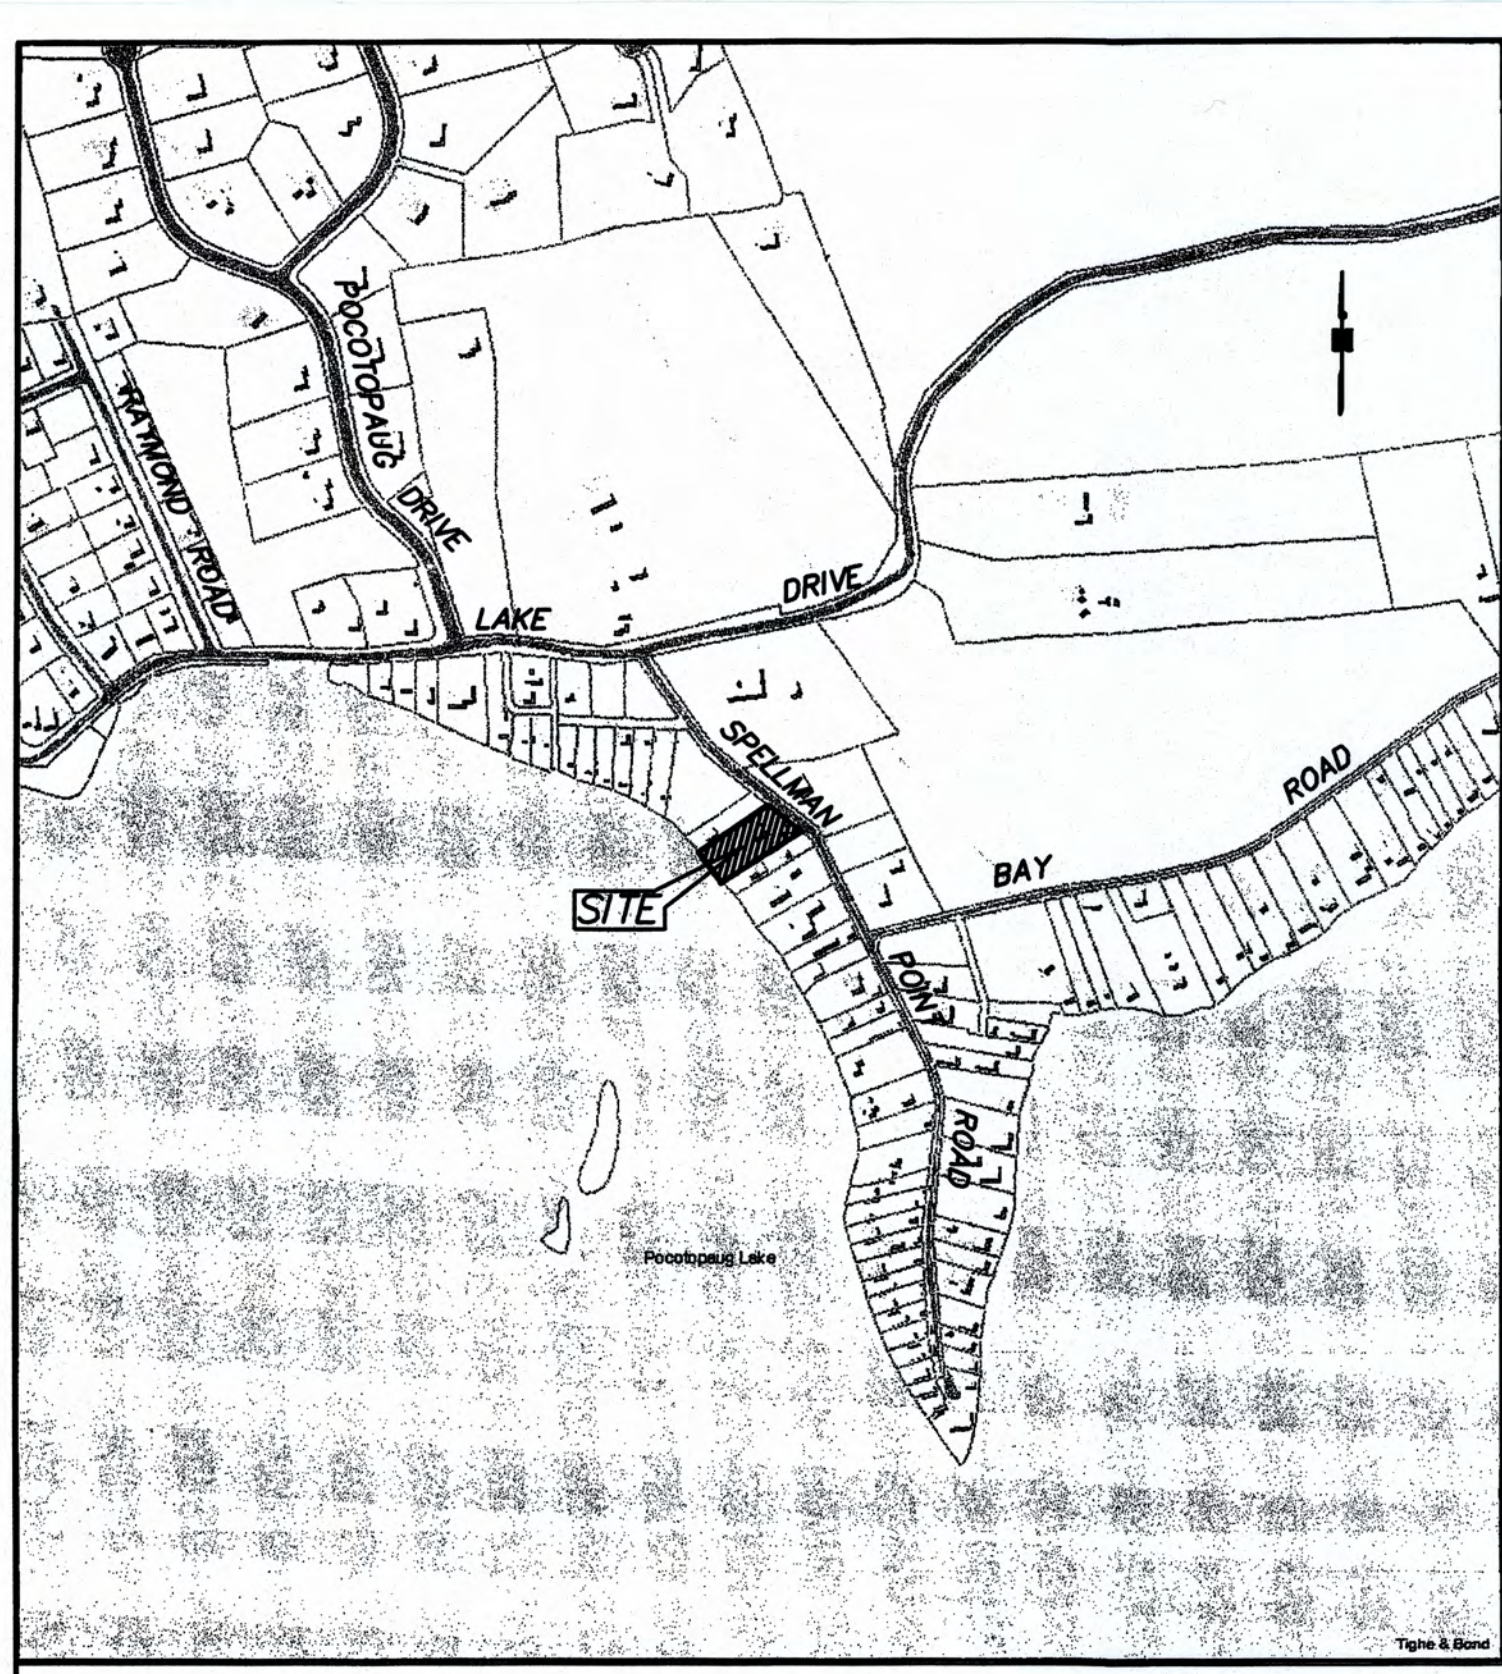 POCOTOPAUG
DRIVE
RAYMOND ROAD
LAKE
DRIVE
SPELLMAN
POINT
ROAD
BAY
ROAD
SITE
Pocotopaug Lake
Tighe & Bond